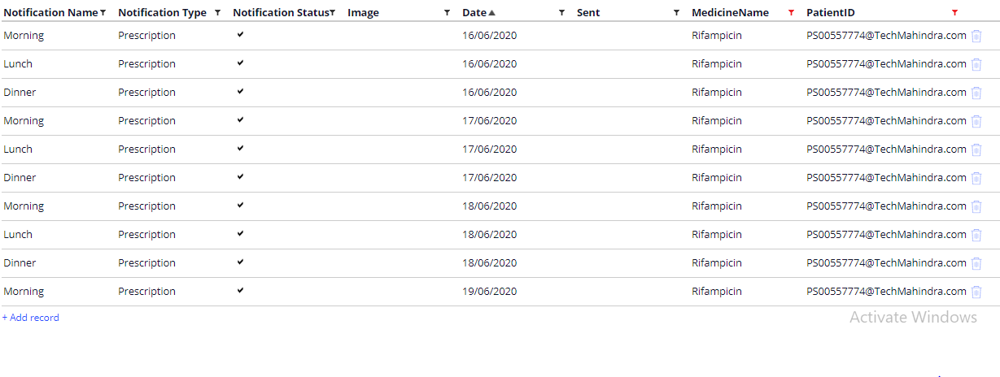 Notification Name Notification Type Notification Status Image Date Sent MedicineName PatientID
Morning Prescription 16/06/2020 Rifampicin PS00557774@TechMahindra.com
Lunch Prescription 16/06/2020 Rifampicin PS00557774@TechMahindra.com
Dinner Prescription 16/06/2020 Rifampicin PS00557774@TechMahindra.com
Morning Prescription 17/06/2020 Rifampicin PS00557774@TechMahindra.com
Lunch Prescription 17/06/2020 Rifampicin PS00557774@TechMahindra.com
Dinner Prescription 17/06/2020 Rifampicin PS00557774@TechMahindra.com
Morning Prescription 18/06/2020 Rifampicin PS00557774@TechMahindra.com
Lunch Prescription 18/06/2020 Rifampicin PS00557774@TechMahindra.com
Dinner Prescription 18/06/2020 Rifampicin PS00557774@TechMahindra.com
Morning Prescription 19/06/2020 Rifampicin PS00557774@TechMahindra.com
+ Add record
Activate Windows